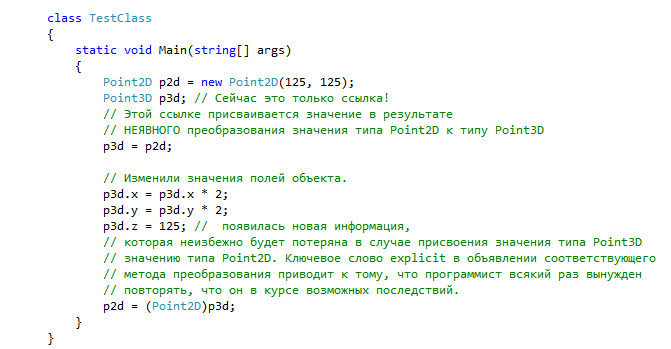 class TestClass
{
static void Main(string[] args)
{
Point2D p2d = new Point2D(125, 125);
Point3D p3d; // Сейчас это только ссылка!
// Этой ссылке присваивается значение в результате
// НЕЯВНОГО преобразования значения типа Point2D к типу Point3D
p3d = p2d;
// Изменили значения полей объекта.
p3d.x = p3d.x * 2;
p3d.y = p3d.y * 2;
p3d.z = 125; //  появилась новая информация,
// которая неизбежно будет потеряна в случае присвоения значения типа Point3D
// значению типа Point2D. Ключевое слово explicit в объявлении соответствующего
// метода преобразования приводит к тому, что программист всякий раз вынужден
// повторять, что он в курсе возможных последствий.
p2d = (Point2D)p3d;
}
}